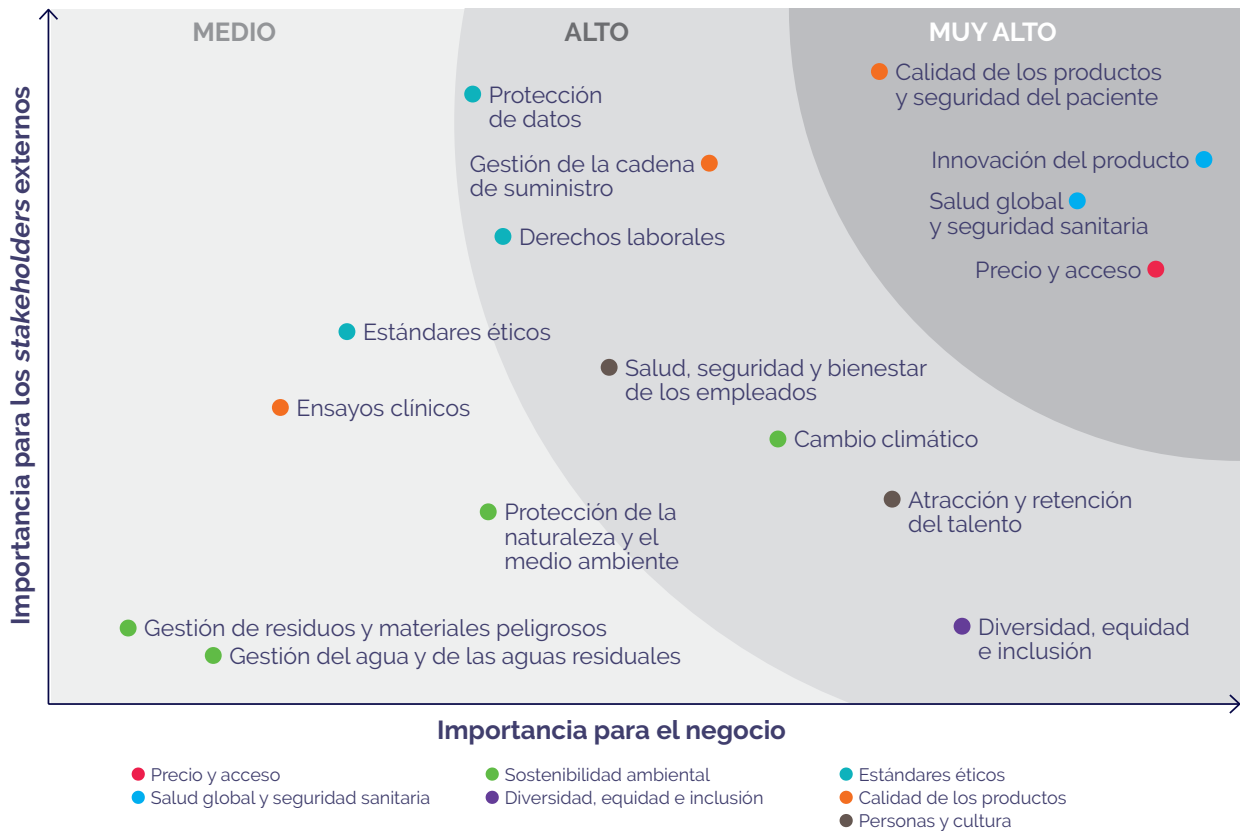 MEDIO
ALTO
MUY ALTO
Importancia para los stakeholders externos
Calidad de los productos
y seguridad del paciente
Protección
de datos
Gestión de la cadena
de suministro
Innovación del producto
Salud global
y seguridad sanitaria
Derechos laborales
Precio y acceso
Estándares éticos
Salud, seguridad y bienestar
de los empleados
Ensayos clínicos
Cambio climático
Atracción y retención
del talento
Protección de la
naturaleza y el
medio ambiente
Gestión de residuos y materiales peligrosos
Gestión del agua y de las aguas residuales
Diversidad, equidad
e inclusión
Importancia para el negocio
Precio y acceso
Salud global y seguridad sanitaria
Sostenibilidad ambiental
Diversidad, equidad e inclusión
Estándares éticos
Calidad de los productos
Personas y cultura